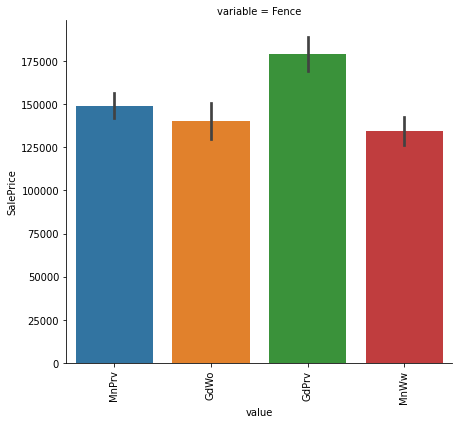 variable = Fence
SalePrice
175000
150000
125000
100000
75000
50000
25000
0
MnPrv
GdWo
GdPrv
MnWw
value